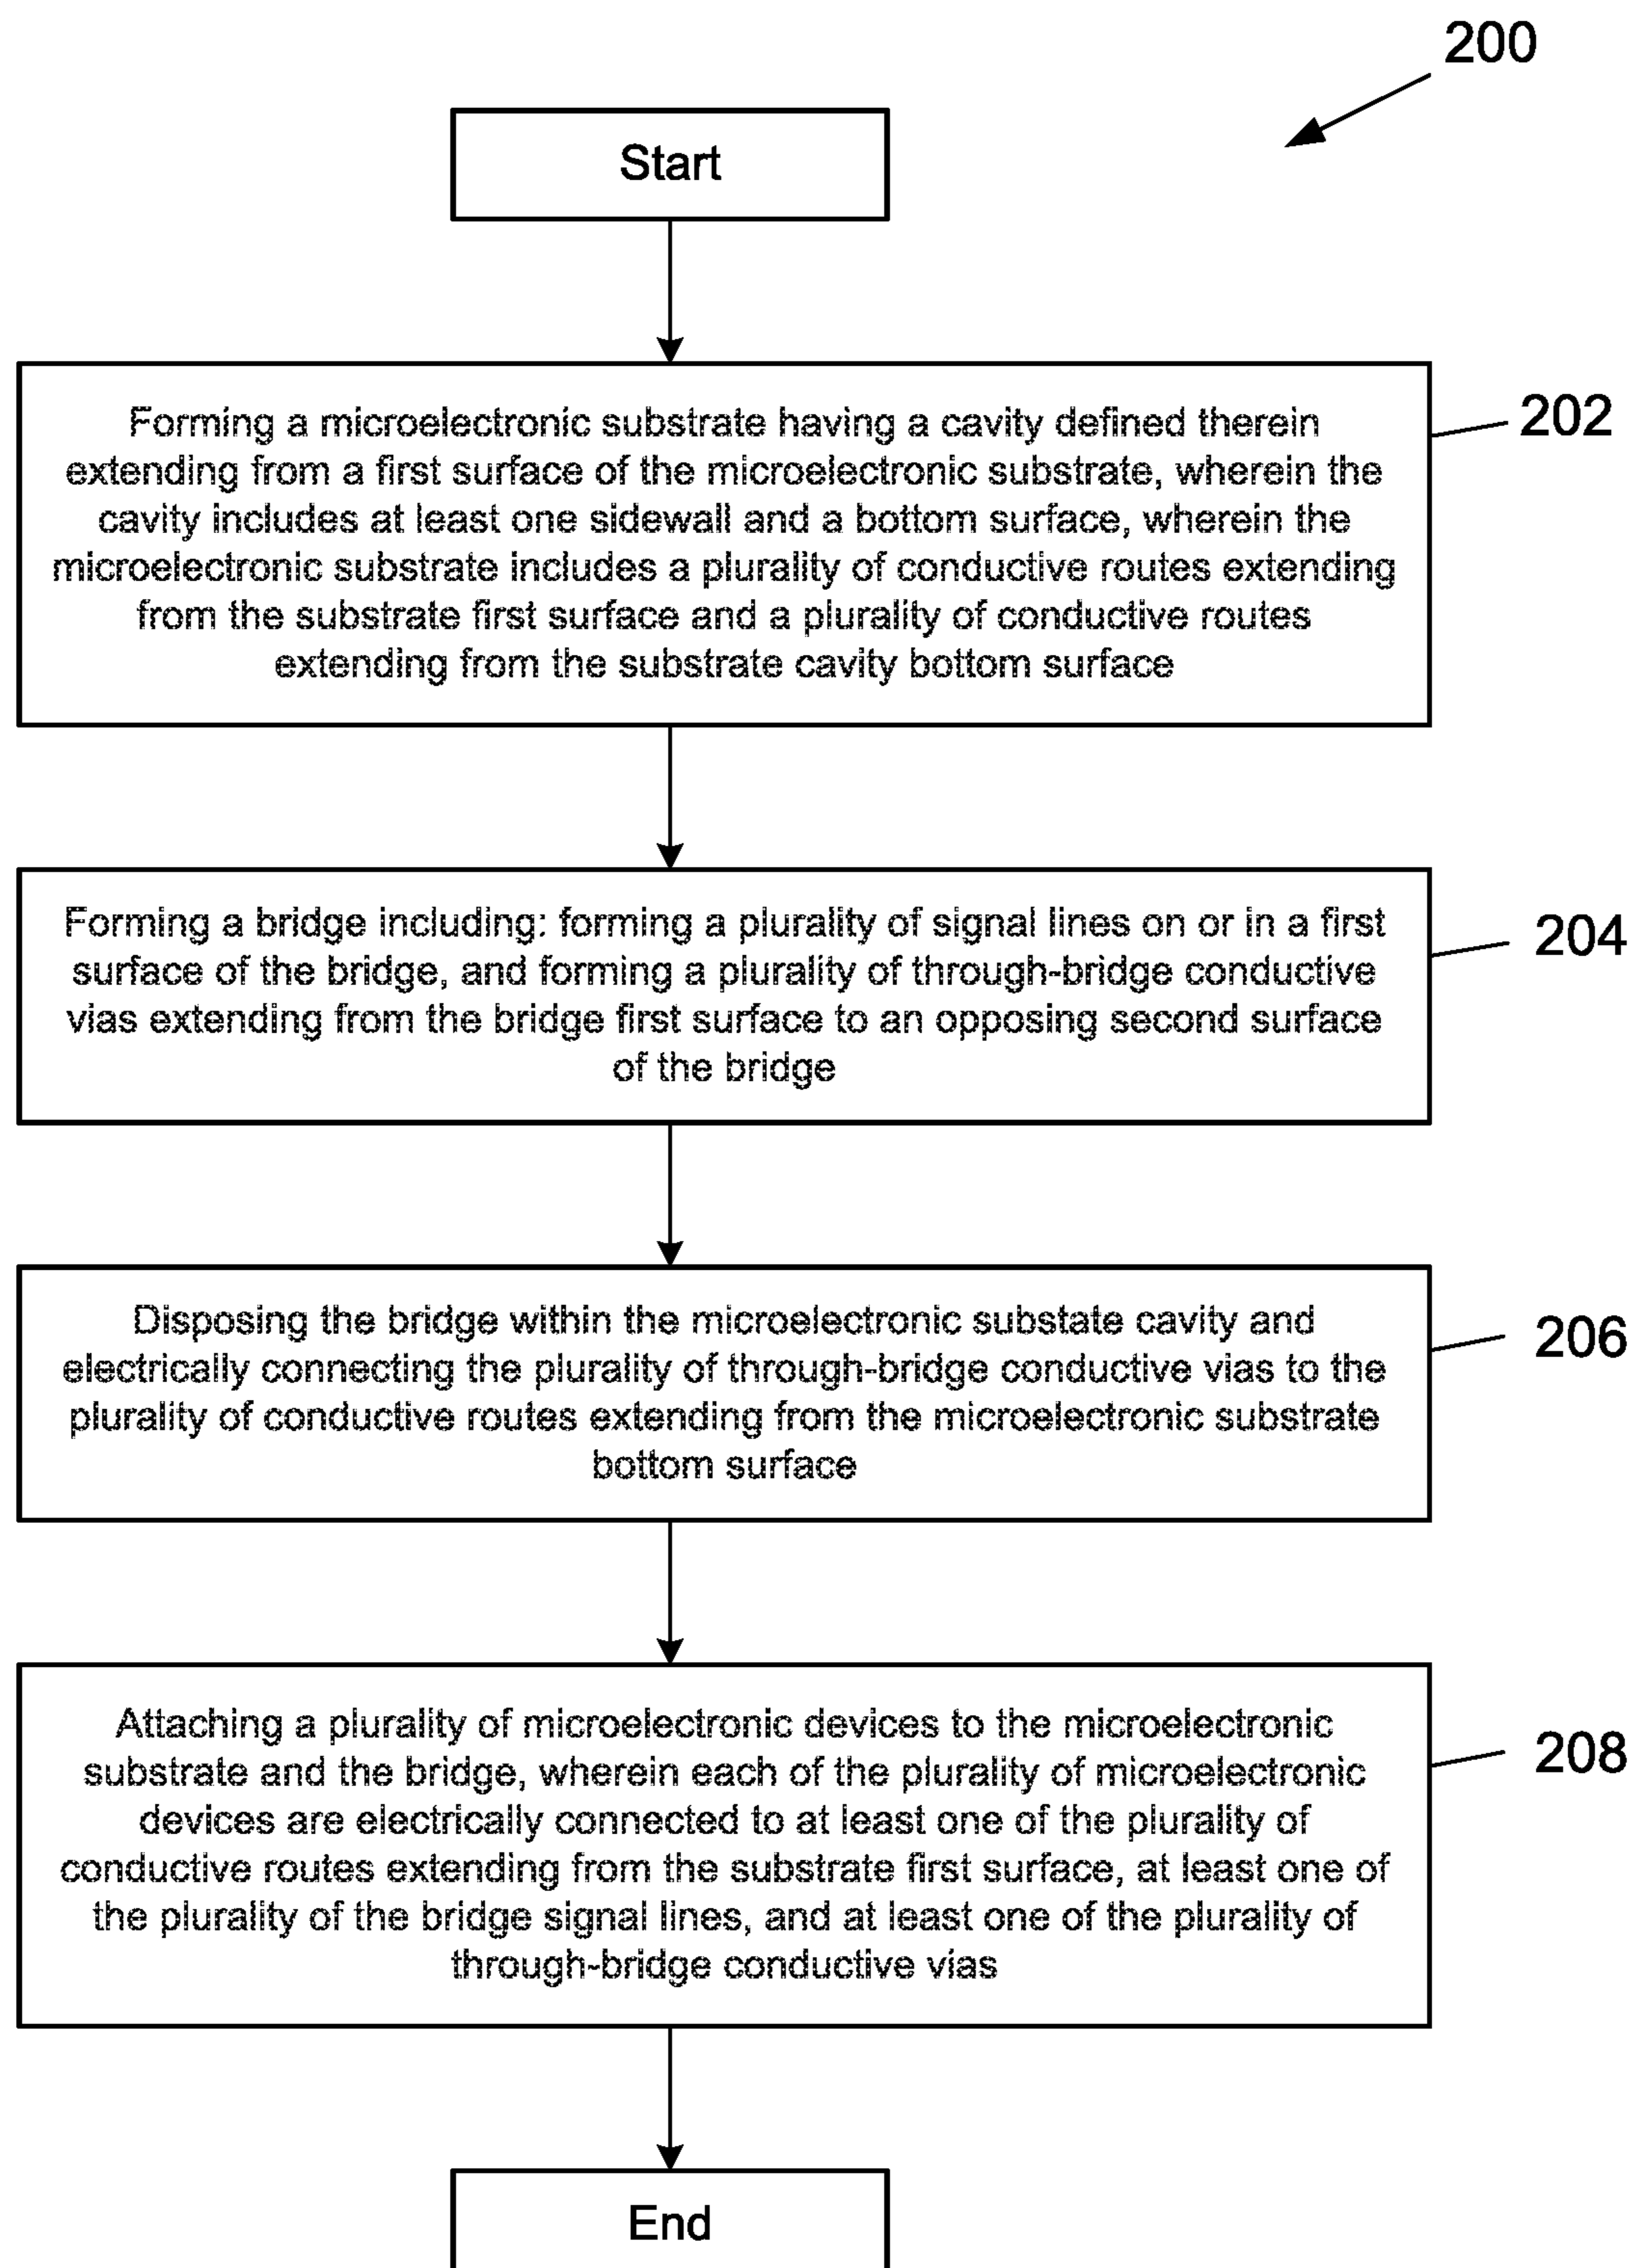 200
Start
Forming a microelectronic substrate having a cavity defined therein
extending from a first surface of the microelectronic substrate, wherein the
cavity includes at least one sidewall and a bottom surface, wherein the
microelectronic substrate includes a plurality of conductive routes extending
from the substrate first surface and a plurality of conductive routes
extending from the substrate cavity bottom surface
202
Forming a bridge including: forming a plurality of signal lines on or in a first
surface of the bridge, and forming a plurality of through-bridge conductive
vias extending from the bridge first surface to an opposing second surface
of the bridge
204
Disposing the bridge within the microelectronic substate cavity and
electrically connecting the plurality of through-bridge conductive vias to the
plurality of conductive routes extending from the microelectronic substrate
bottom surface
206
Attaching a plurality of microelectronic devices to the microelectronic
substrate and the bridge, wherein each of the plurality of microelectronic
devices are electrically connected to at least one of the plurality of
conductive routes extending from the substrate first surface, at least one of
the plurality of the bridge signal lines, and at least one of the plurality of
through-bridge conductive vias
208
End